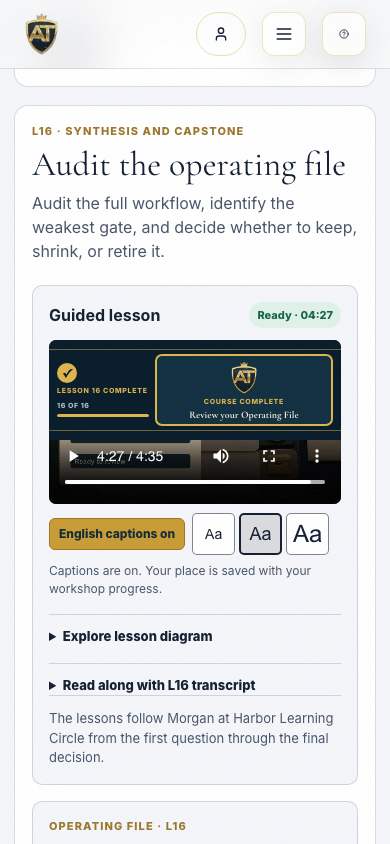 AT
L16 · SYNTHESIS AND CAPSTONE
Audit the operating file
Audit the full workflow, identify the
weakest gate, and decide whether to keep,
shrink, or retire it.
Guided lesson
Ready · 04:27
LESSON 16 COMPLETE
16 OF 16
AT
COURSE COMPLETE
Review your Operating File
Ready to review
4:27 / 4:35
English captions on
Aa
Aa
Aa
Captions are on. Your place is saved with your
workshop progress.
Explore lesson diagram
Read along with L16 transcript
The lessons follow Morgan at Harbor Learning
Circle from the first question through the final
decision.
OPERATING FILE · L16